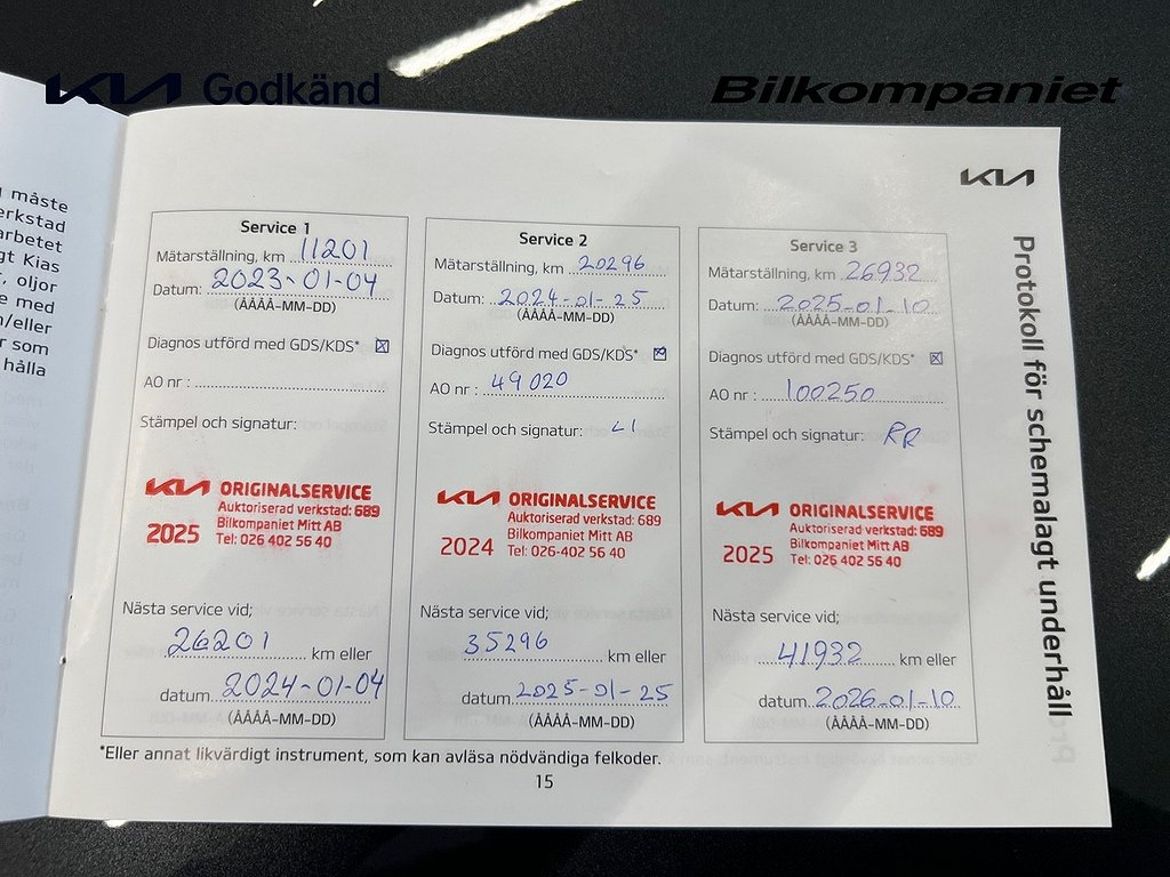 KIA Godkänd
Bilkompaniet
måste
erkstad
arbetet
gt Kias
, oljor
e med
n/eller
r som
hålla
KIA
Protokoll för schemalagt underhåll
Service 1
Mätarställning, km 11201
Datum: 2023-01-04
(ÅÅÅÅ-MM-DD)
Diagnos utförd med GDS/KDS* ☒
AO nr :
Stämpel och signatur:
KIA ORIGINALSERVICE
Auktoriserad verkstad: 689
Bilkompaniet Mitt AB
2025 Tel: 026 402 56 40
Nästa service vid;
26201 km eller
datum. 2024-01-04
(ÅÅÅÅ-MM-DD)
Service 2
Mätarställning, km 20296
Datum: 2024-01-25
(ÅÅÅÅ-MM-DD)
Diagnos utförd med GDS/KDS* ☒
AO nr : 49020
Stämpel och signatur: LI
KIA ORIGINALSERVICE
Auktoriserad verkstad: 689
Bilkompaniet Mitt AB
2024 Tel: 026-402 56 40
Nästa service vid;
35296 km eller
datum. 2025-01-25
(ÅÅÅÅ-MM-DD)
Service 3
Mätarställning, km 26932
Datum: 2025-01-10
(ÅÅÅÅ-MM-DD)
Diagnos utförd med GDS/KDS* ☒
AO nr : 100250
Stämpel och signatur: RR
KIA ORIGINALSERVICE
Auktoriserad verkstad: 689
Bilkompaniet Mitt AB
2025 Tel: 026 402 56 40
Nästa service vid;
41932 km eller
datum. 2026-01-10
(ÅÅÅÅ-MM-DD)
*Eller annat likvärdigt instrument, som kan avläsa nödvändiga felkoder.
15